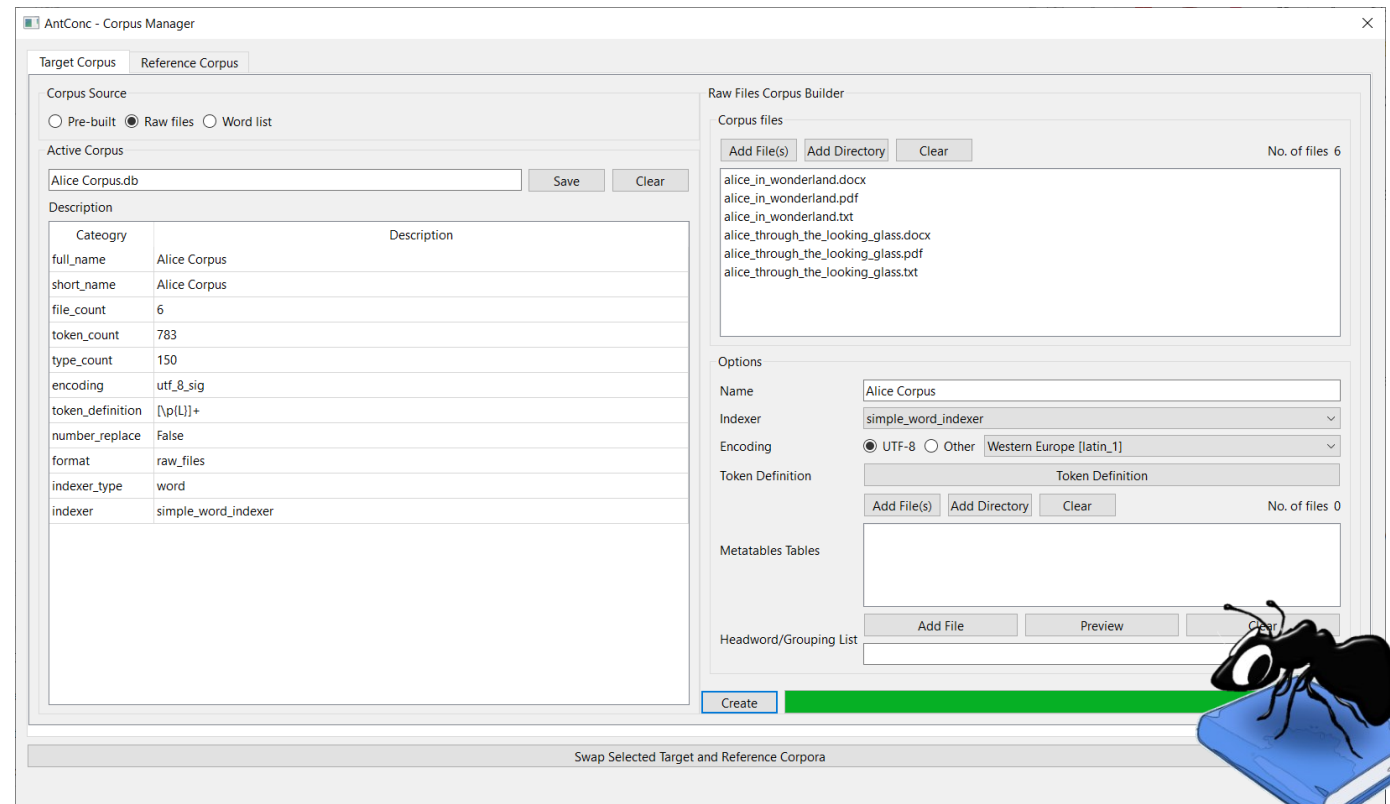 AntConc - Corpus Manager
Target Corpus Reference Corpus
Corpus Source
Pre-built Raw files Word list
Active Corpus
Alice Corpus.db Save Clear
Description
Cateogry Description
full_name Alice Corpus
short_name Alice Corpus
file_count 6
token_count 783
type_count 150
encoding utf_8_sig
token_definition [\p{L}]+
number_replace False
format raw_files
indexer_type word
indexer simple_word_indexer
Raw Files Corpus Builder
Corpus files
Add File(s) Add Directory Clear No. of files 6
alice_in_wonderland.docx
alice_in_wonderland.pdf
alice_in_wonderland.txt
alice_through_the_looking_glass.docx
alice_through_the_looking_glass.pdf
alice_through_the_looking_glass.txt
Options
Name Alice Corpus
Indexer simple_word_indexer
Encoding UTF-8 Other Western Europe [latin_1]
Token Definition Token Definition
Add File(s) Add Directory Clear No. of files 0
Metatables Tables
Add File Preview Clear
Headword/Grouping List
Create
Swap Selected Target and Reference Corpora